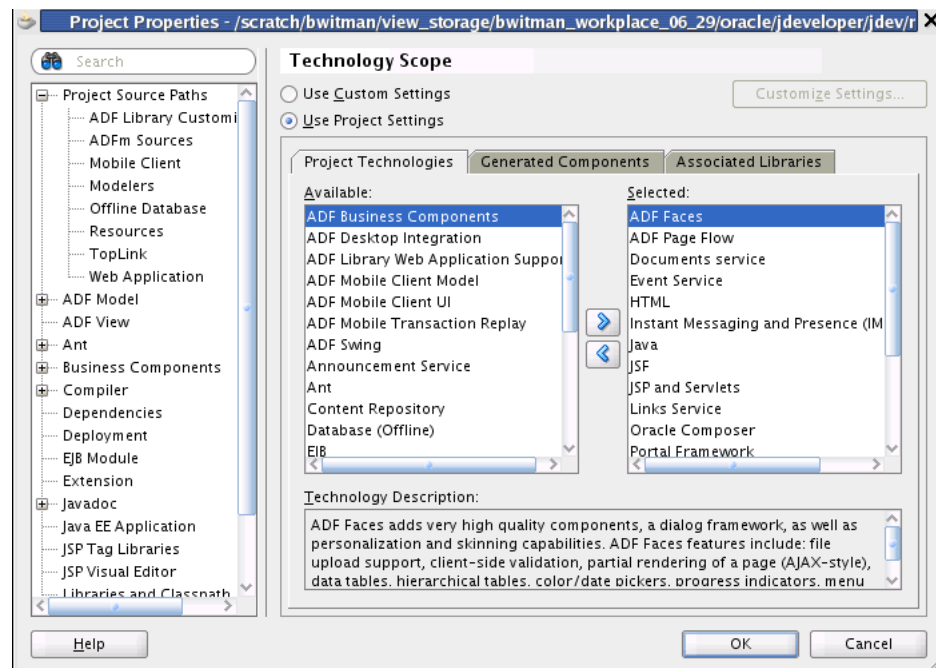 Project Properties - /scratch/bwitman/view_storage/bwitman_workplace_06_29/oracle/jdeveloper/jdev/r
Search
Project Source Paths
ADF Library Customi
ADFm Sources
Mobile Client
Modelers
Offline Database
Resources
TopLink
Web Application
ADF Model
ADF View
Ant
Business Components
Compiler
Dependencies
Deployment
EJB Module
Extension
Javadoc
Java EE Application
JSP Tag Libraries
JSP Visual Editor
Libraries and Classpath
Technology Scope
Use Custom Settings
Customize Settings...
Use Project Settings
Project Technologies
Generated Components
Associated Libraries
Available:
ADF Business Components
ADF Desktop Integration
ADF Library Web Application Suppor
ADF Mobile Client Model
ADF Mobile Client UI
ADF Mobile Transaction Replay
ADF Swing
Announcement Service
Ant
Content Repository
Database (Offline)
EJB
Selected:
ADF Faces
ADF Page Flow
Documents service
Event Service
HTML
Instant Messaging and Presence (IM
Java
JSF
JSP and Servlets
Links Service
Oracle Composer
Portal Framework
Technology Description:
ADF Faces adds very high quality components, a dialog framework, as well as
personalization and skinning capabilities. ADF Faces features include: file
upload support, client-side validation, partial rendering of a page (AJAX-style),
data tables, hierarchical tables, color/date pickers, progress indicators, menu
Help
OK
Cancel